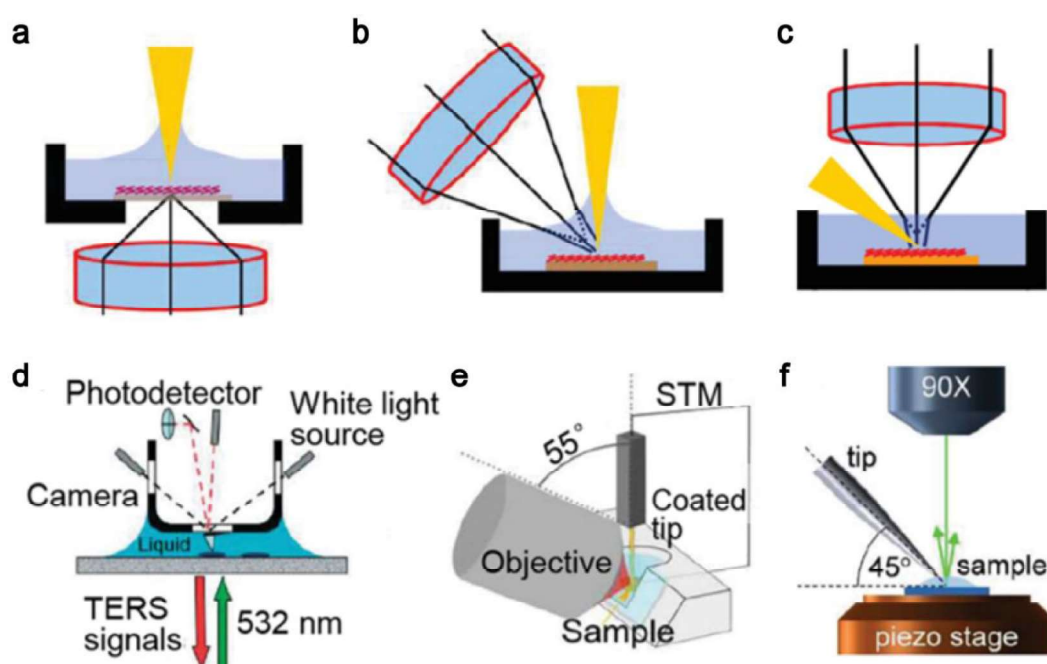 a
b
c
d
Photodetector
White light
source
Camera
Liquid
TERS
signals
532 nm
e
STM
55°
Coated
tip
Objective
Sample
f
90X
tip
45°
sample
piezo stage